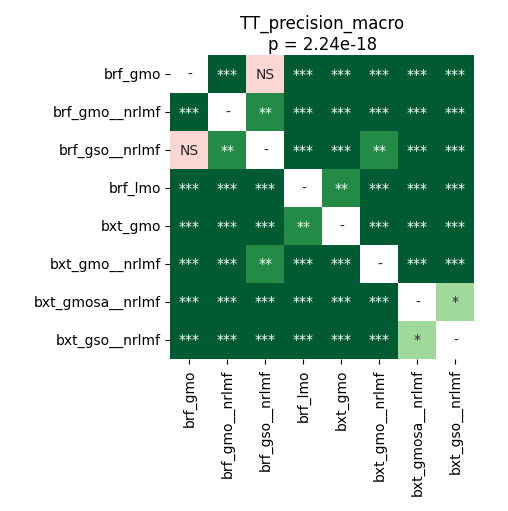 TT_precision_macro
p = 2.24e-18
brf_gmo - *** NS *** *** *** *** ***
brf_gmo__nrlmf *** - ** *** *** *** *** ***
brf_gso__nrlmf NS ** - *** *** ** *** ***
brf_lmo *** *** *** - ** *** *** ***
bxt_gmo *** *** *** ** - *** *** ***
bxt_gmo__nrlmf *** *** ** *** *** - *** ***
bxt_gmosa__nrlmf *** *** *** *** *** *** - *
bxt_gso__nrlmf *** *** *** *** *** *** * -
brf_gmo
brf_gmo__nrlmf
brf_gso__nrlmf
brf_lmo
bxt_gmo
bxt_gmo__nrlmf
bxt_gmosa__nrlmf
bxt_gso__nrlmf